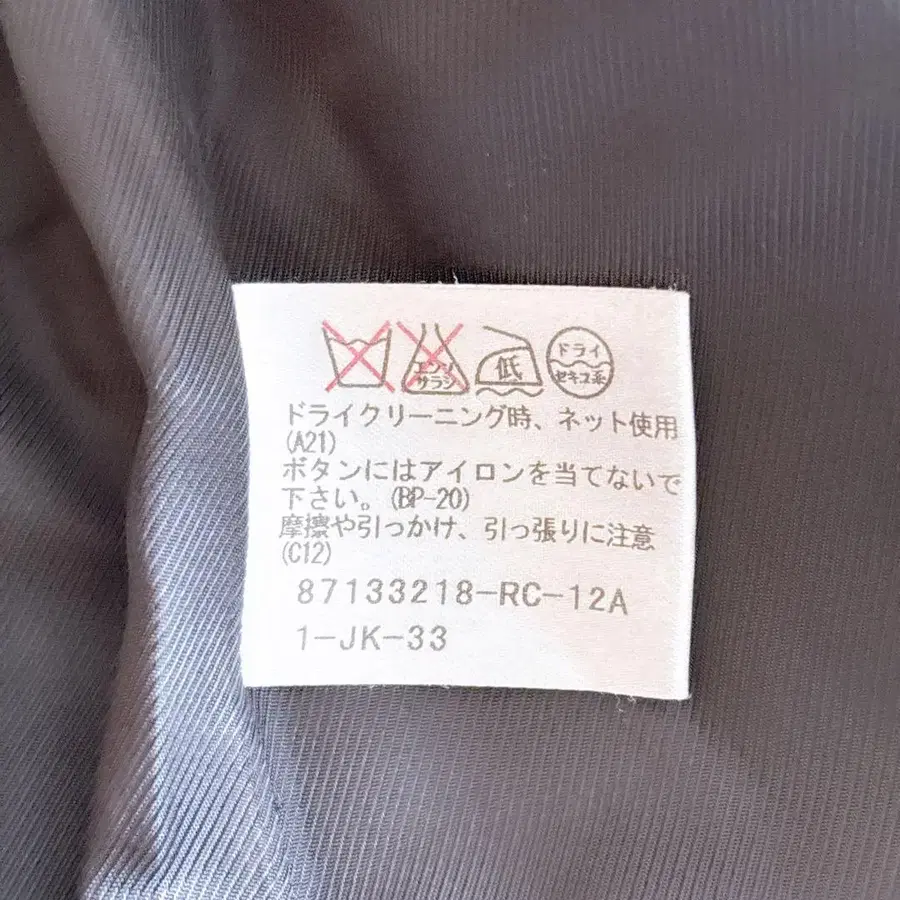 エンソ サラシ 低 ドライ セキユ系
ドライクリーニング時、ネット使用
(A21)
ボタンにはアイロンを当てないで
下さい。(BP-20)
摩擦や引っかけ、引っ張りに注意
(C12)
87133218-RC-12A
1-JK-33